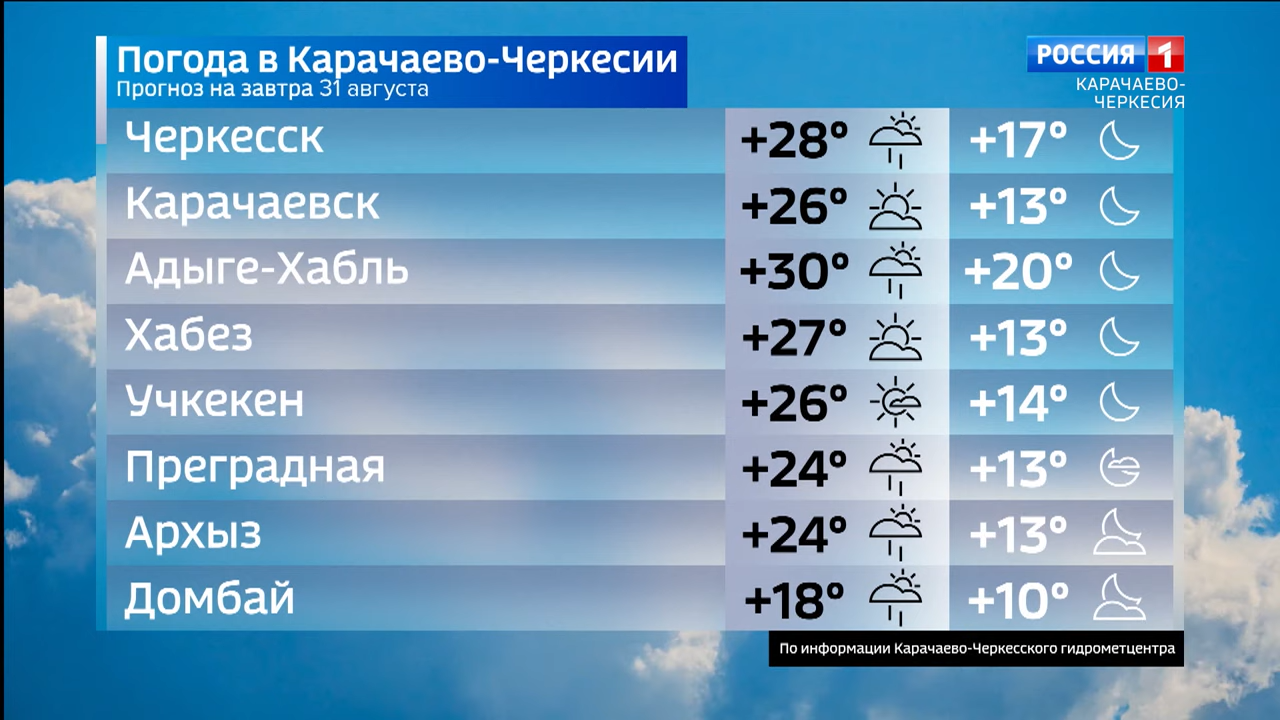 Погода в Карачаево-Черкесии
Прогноз на завтра 31 августа
РОССИЯ 1
КАРАЧАЕВО-
ЧЕРКЕСИЯ
Черкесск +28° +17°
Карачаевск +26° +13°
Адыге-Хабль +30° +20°
Хабез +27° +13°
Учкекен +26° +14°
Преградная +24° +13°
Архыз +24° +13°
Домбай +18° +10°
По информации Карачаево-Черкесского гидрометцентра